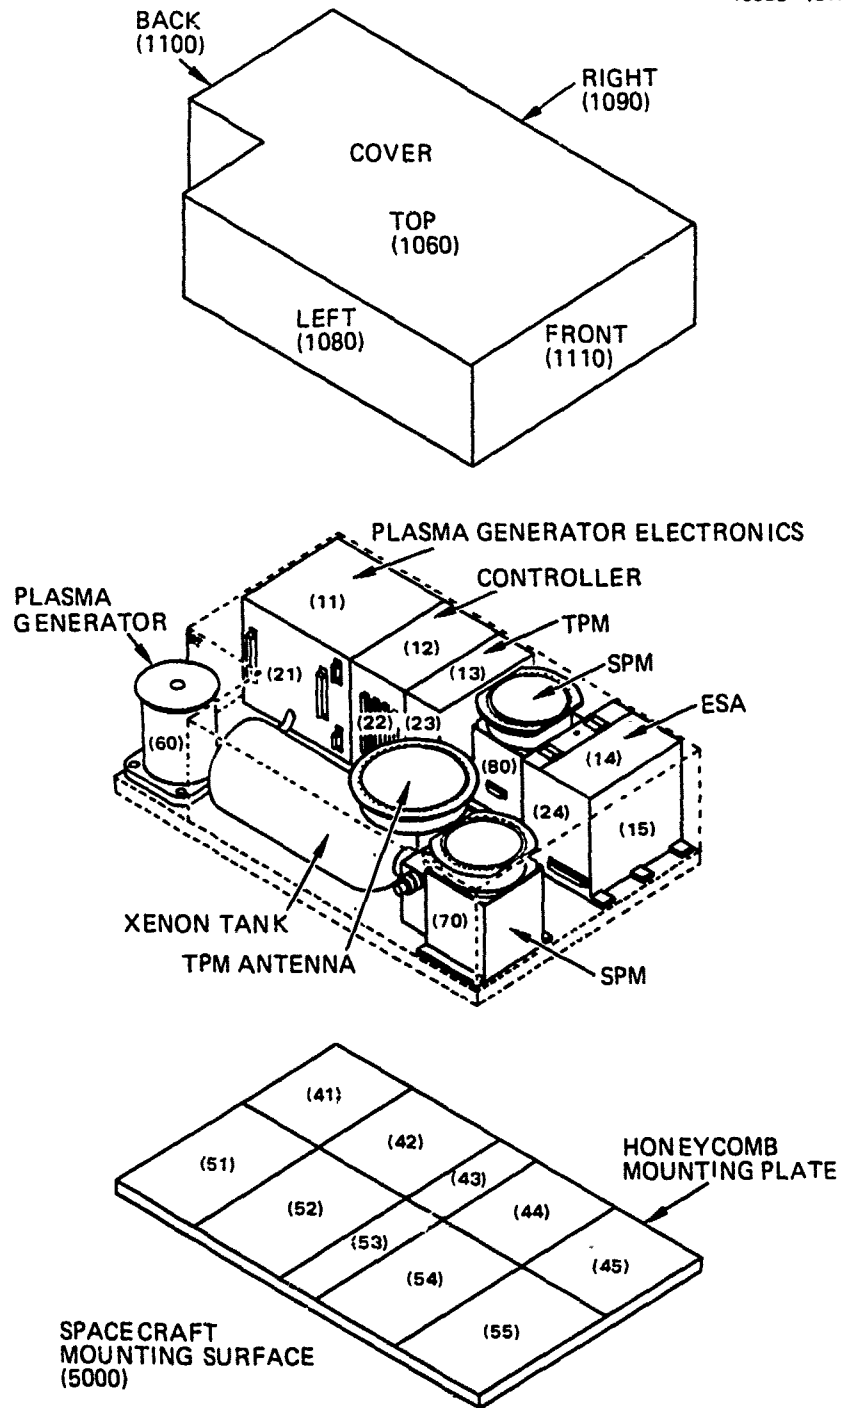 BACK
(1100)
RIGHT
(1090)
COVER
TOP
(1060)
LEFT
(1080)
FRONT
(1110)
PLASMA GENERATOR ELECTRONICS
CONTROLLER
TPM
SPM
ESA
PLASMA
GENERATOR
(11)
(12)
(13)
(21)
(22)
(23)
(60)
(80)
(14)
(24)
(15)
(70)
XENON TANK
TPM ANTENNA
SPM
(41)
(42)
(43)
(44)
(45)
(51)
(52)
(53)
(54)
(55)
HONEYCOMB
MOUNTING PLATE
SPACECRAFT
MOUNTING SURFACE
(5000)